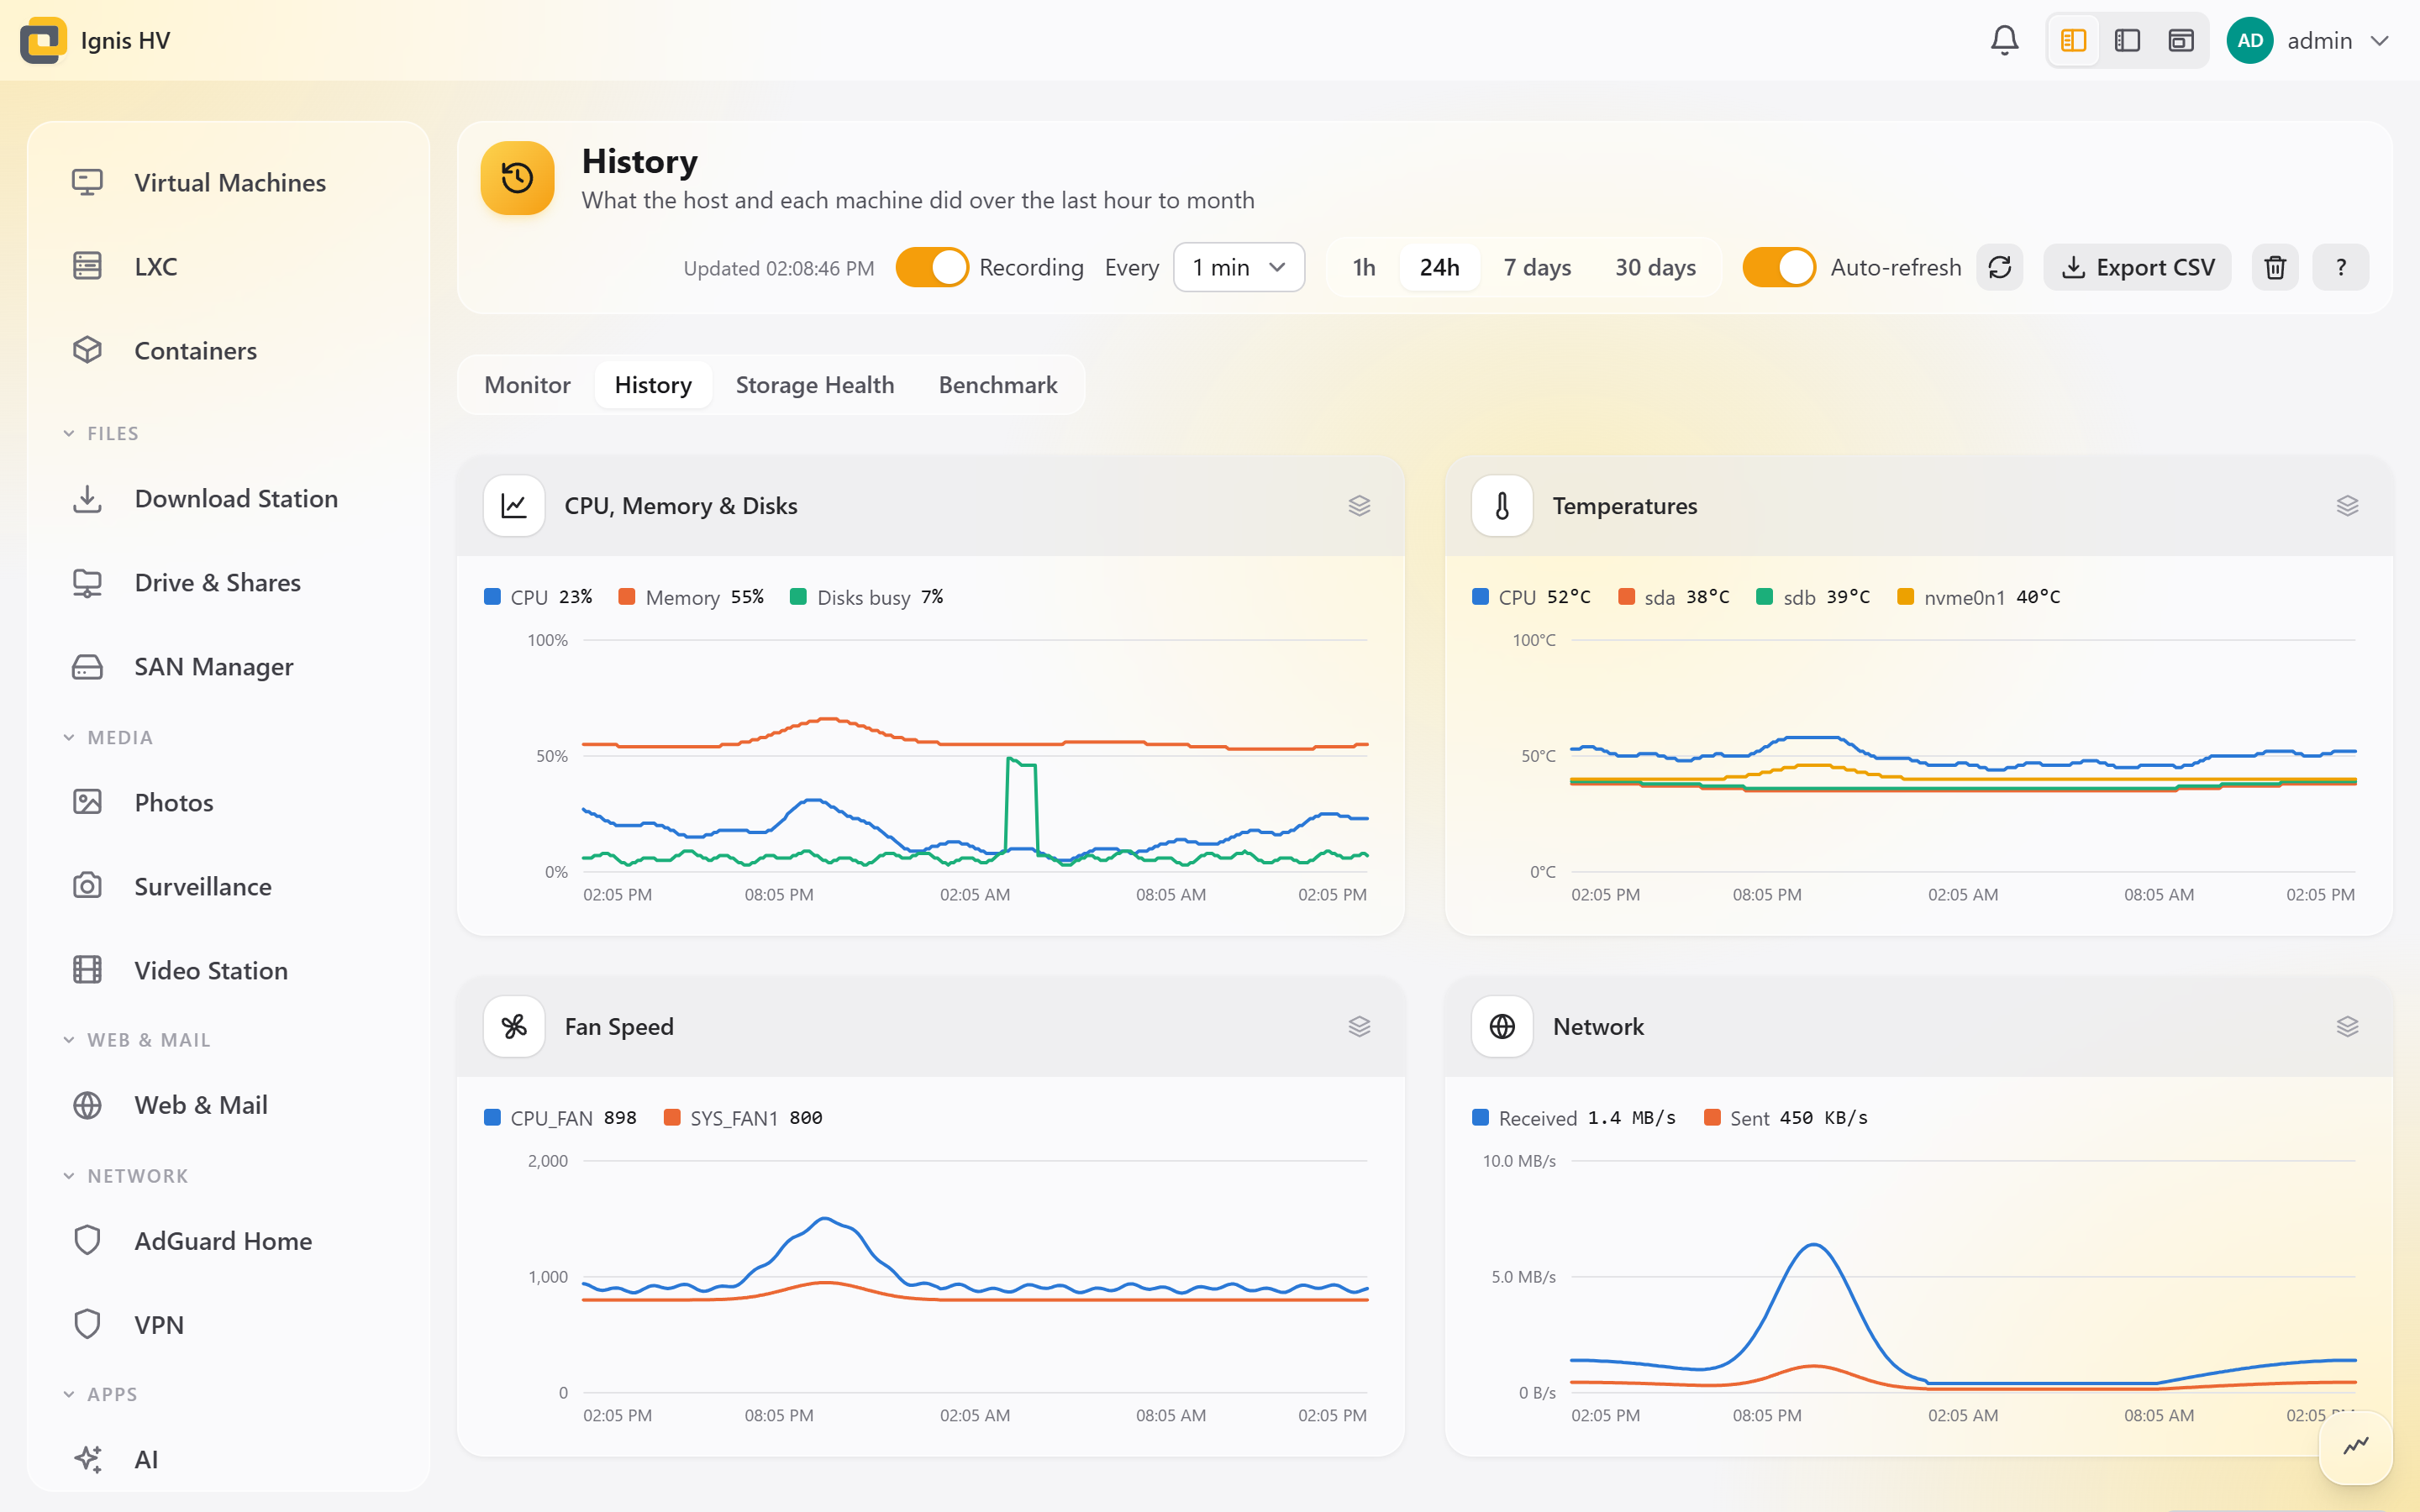 Ignis HV
AD admin
Virtual Machines
LXC
Containers
FILES
Download Station
Drive & Shares
SAN Manager
MEDIA
Photos
Surveillance
Video Station
WEB & MAIL
Web & Mail
NETWORK
AdGuard Home
VPN
APPS
AI
History
What the host and each machine did over the last hour to month
Updated 02:08:46 PM Recording Every 1 min 1h 24h 7 days 30 days Auto-refresh Export CSV ?
Monitor History Storage Health Benchmark
CPU, Memory & Disks
CPU 23% Memory 55% Disks busy 7%
100%
50%
0%
02:05 PM 08:05 PM 02:05 AM 08:05 AM 02:05 PM
Temperatures
CPU 52°C sda 38°C sdb 39°C nvme0n1 40°C
100°C
50°C
0°C
02:05 PM 08:05 PM 02:05 AM 08:05 AM 02:05 PM
Fan Speed
CPU_FAN 898 SYS_FAN1 800
2,000
1,000
0
02:05 PM 08:05 PM 02:05 AM 08:05 AM 02:05 PM
Network
Received 1.4 MB/s Sent 450 KB/s
10.0 MB/s
5.0 MB/s
0 B/s
02:05 PM 08:05 PM 02:05 AM 08:05 AM 02:05